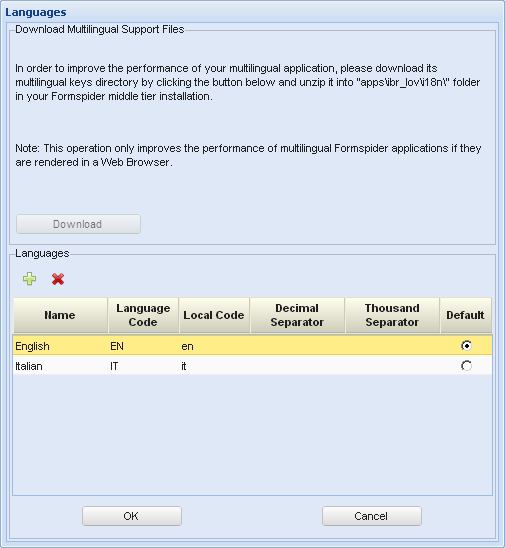 Languages
Download Multilingual Support Files
In order to improve the performance of your multilingual application, please download its
multilingual keys directory by clicking the button below and unzip it into "apps\ibr_lov\i18n\" folder
in your Formspider middle tier installation.
Note: This operation only improves the performance of multilingual Formspider applications if they
are rendered in a Web Browser.
Download
Languages
Name Language Code Local Code Decimal Separator Thousand Separator Default
English EN en
Italian IT it
OK Cancel